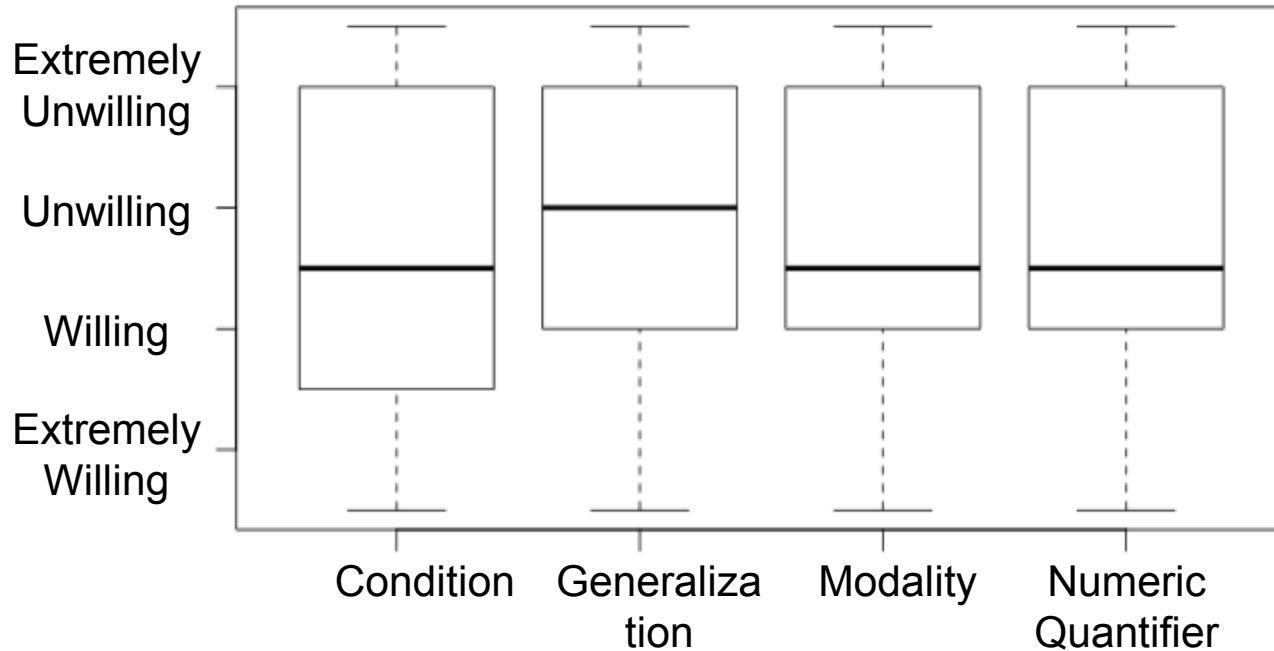 Extremely
Unwilling
Unwilling
Willing
Extremely
Willing
Condition
Generaliza
tion
Modality
Numeric
Quantifier